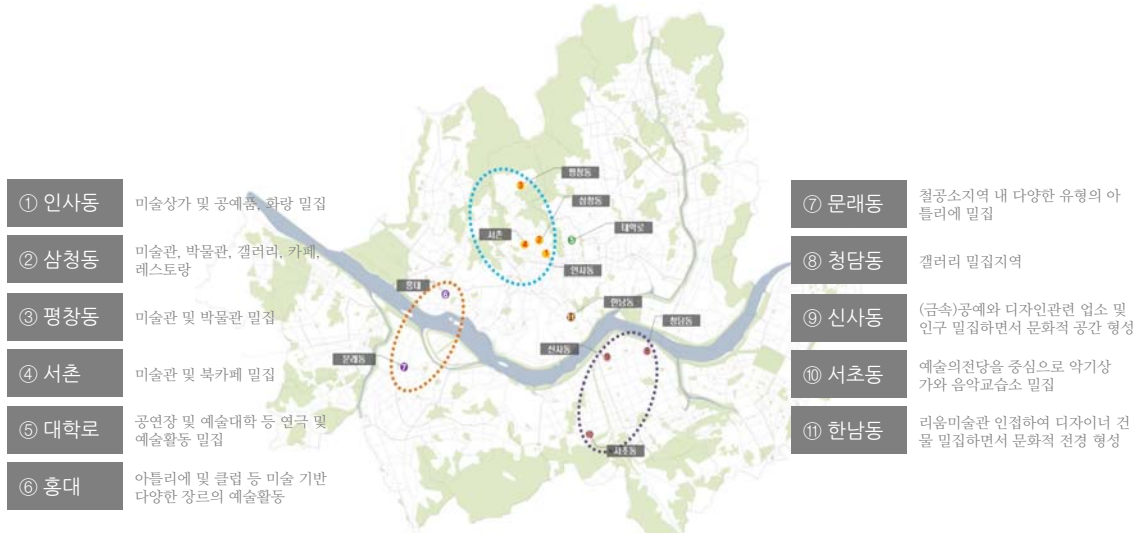 ① 인사동
미술상가 및 공예품, 화랑 밀집
② 삼청동
미술관, 박물관, 갤러리, 카페,
레스토랑
③ 평창동
미술관 및 박물관 밀집
④ 서촌
미술관 및 북카페 밀집
⑤ 대학로
공연장 및 예술대학 등 연극 및
예술활동 밀집
⑥ 홍대
아틀리에 및 클럽 등 미술 기반
다양한 장르의 예술활동
평창동
3
삼청동
서촌
4
2
1
5
대학로
인사동
홍대
6
한남동
11
청담동
신사동
9
8
문래동
7
10
서초동
⑦ 문래동
철공소지역 내 다양한 유형의 아
틀리에 밀집
⑧ 청담동
갤러리 밀집지역
⑨ 신사동
(금속)공예와 디자인관련 업소 및
인구 밀집하면서 문화적 공간 형성
⑩ 서초동
예술의전당을 중심으로 악기상
가와 음악교습소 밀집
⑪ 한남동
리움미술관 인접하여 디자이너 건
물 밀집하면서 문화적 전경 형성